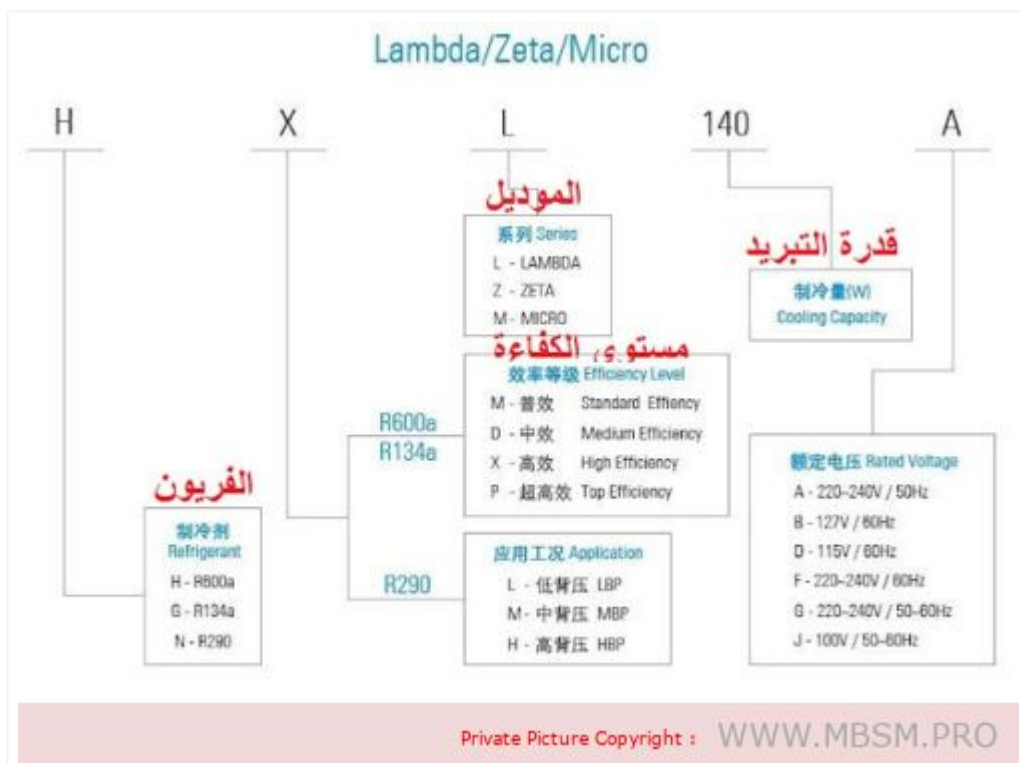 Lambda/Zeta/Micro
H X L 140 A
الموديل
系列 Series
L - LAMBDA
Z - ZETA
M - MICRO
قدرة التبريد
制冷量(W)
Cooling Capacity
مستوى الكفاءة
效率等级 Efficiency Level
M - 普效 Standard Effiency
D - 中效 Medium Efficiency
X - 高效 High Efficiency
P - 超高效 Top Efficiency
R600a
R134a
الفريون
制冷剂
Refrigerant
H - R600a
G - R134a
N - R290
R290
应用工况 Application
L - 低背压 LBP
M - 中背压 MBP
H - 高背压 HBP
额定电压 Rated Voltage
A - 220-240V / 50Hz
B - 127V / 60Hz
D - 115V / 60Hz
F - 220-240V / 60Hz
G - 220-240V / 50-60Hz
J - 100V / 50-60Hz
Private Picture Copyright : WWW.MBSM.PRO